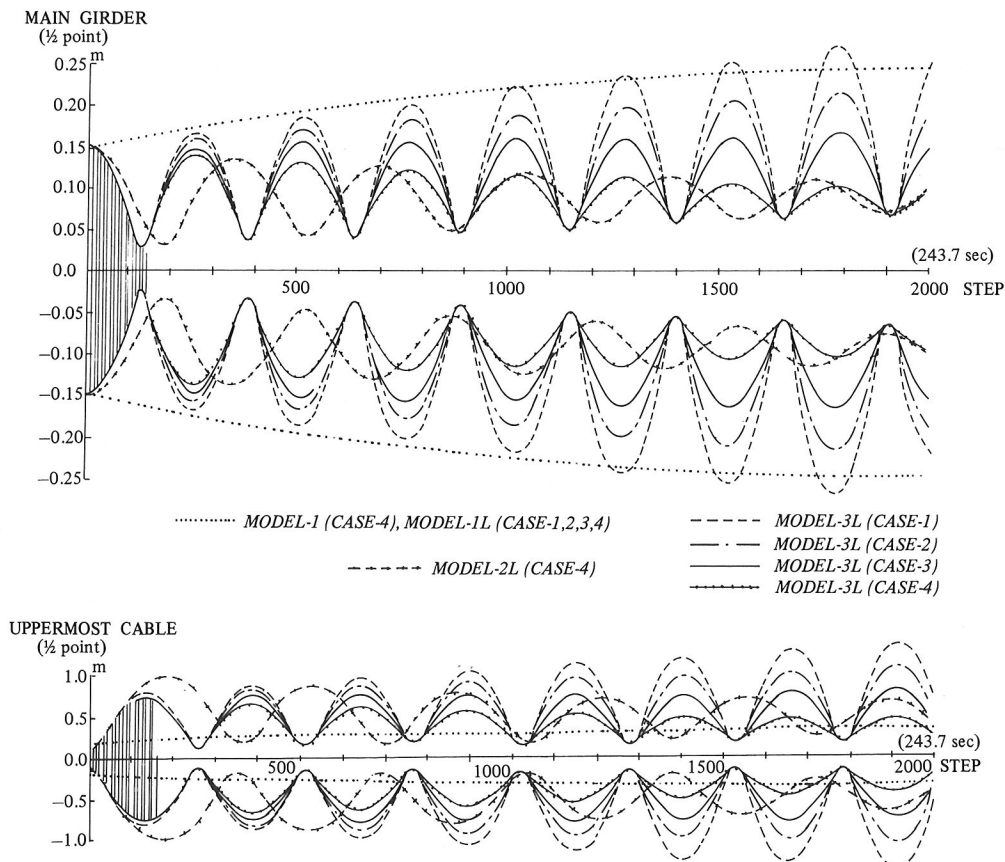 MAIN GIRDER
(½ point)
m
0.25
0.20
0.15
0.10
0.05
0.0
−0.05
−0.10
−0.15
−0.20
−0.25
(243.7 sec)
500 1000 1500 2000 STEP
MODEL-1 (CASE-4), MODEL-1L (CASE-1,2,3,4)
MODEL-2L (CASE-4)
MODEL-3L (CASE-1)
MODEL-3L (CASE-2)
MODEL-3L (CASE-3)
MODEL-3L (CASE-4)
UPPERMOST CABLE
(½ point)
m
1.0
0.5
0.0
−0.5
−1.0
(243.7 sec)
500 1000 1500 2000 STEP